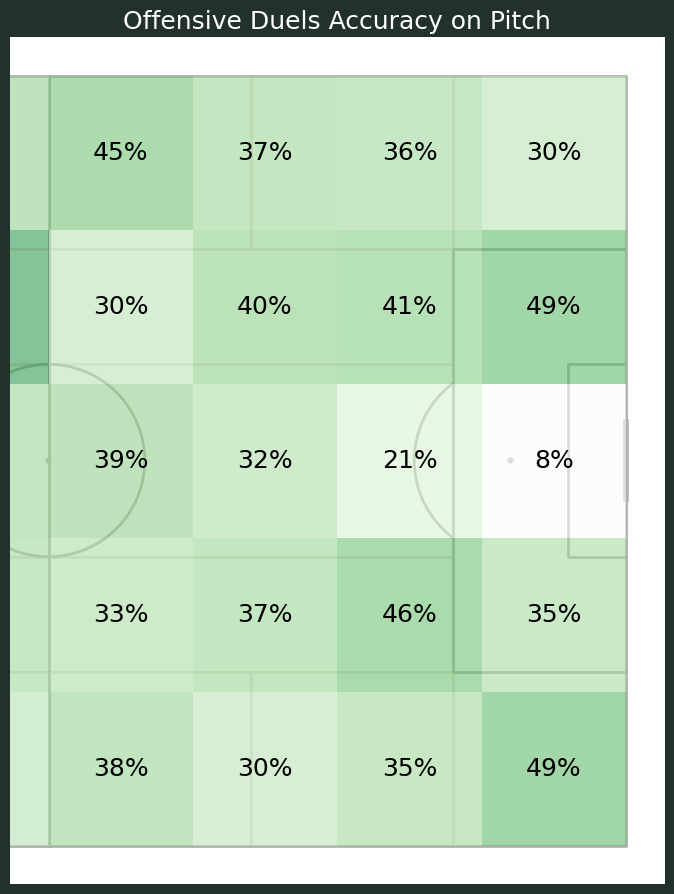 Offensive Duels Accuracy on Pitch
45% 37% 36% 30%
30% 40% 41% 49%
39% 32% 21% 8%
33% 37% 46% 35%
38% 30% 35% 49%